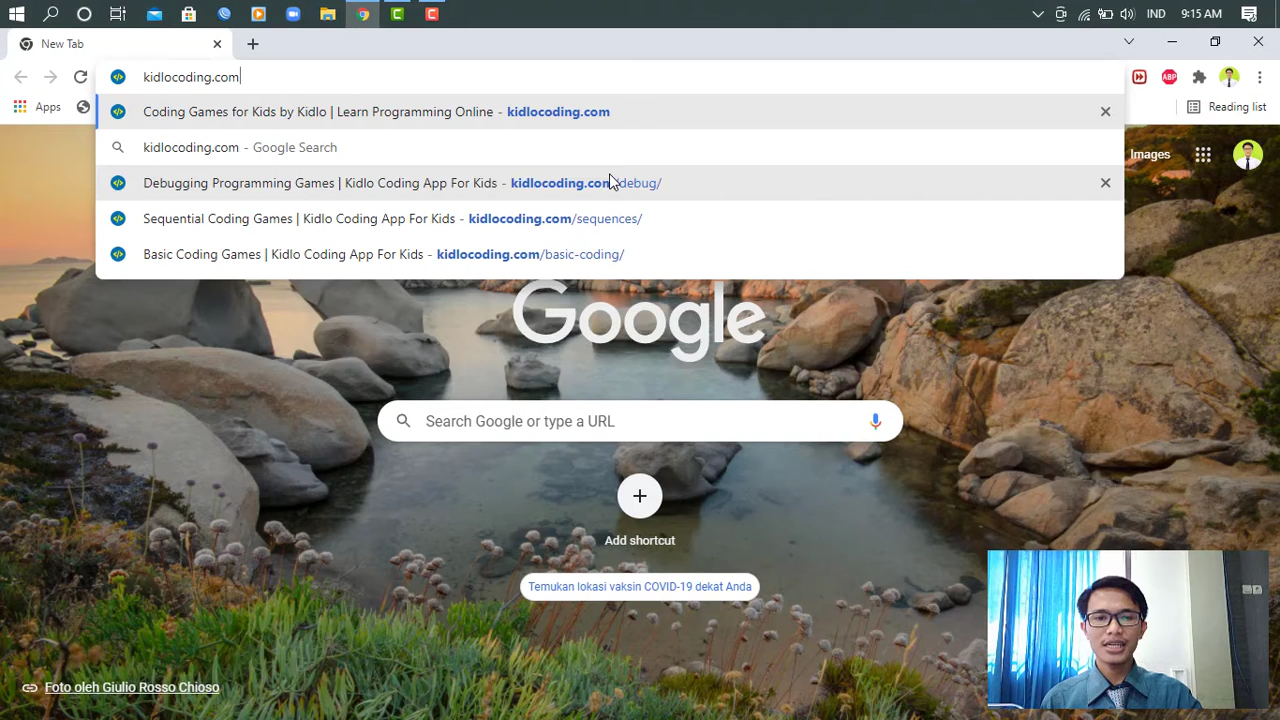 IND 9:15 AM
New Tab
kidlocoding.com
Coding Games for Kids by Kidlo | Learn Programming Online - kidlocoding.com
kidlocoding.com - Google Search
Debugging Programming Games | Kidlo Coding App For Kids - kidlocoding.com/debug/
Sequential Coding Games | Kidlo Coding App For Kids - kidlocoding.com/sequences/
Basic Coding Games | Kidlo Coding App For Kids - kidlocoding.com/basic-coding/
ABP
Apps
Reading list
Images
Google
Search Google or type a URL
Add shortcut
Temukan lokasi vaksin COVID-19 dekat Anda
Foto oleh Giulio Rosso Chioso